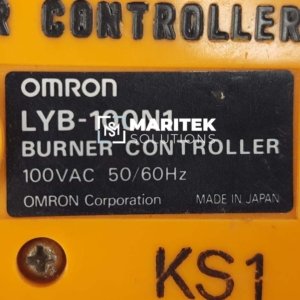 R CONTROLLER
OMRON
LYB-100N1
MARITEK
SOLUTIONS
BURNER CONTROLLER
100VAC 50/60Hz
OMRON Corporation MADE IN JAPAN
KS1